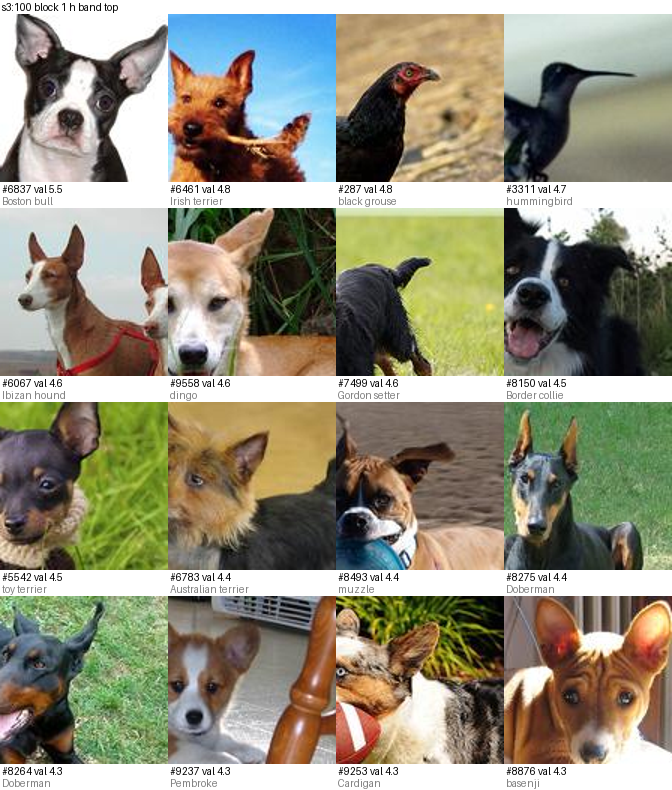 s3:100 block 1 h band top
#6837 val 5.5
Boston bull
#6461 val 4.8
Irish terrier
#287 val 4.8
black grouse
#3311 val 4.7
hummingbird
#6067 val 4.6
Ibizan hound
#9558 val 4.6
dingo
#7499 val 4.6
Gordon setter
#8150 val 4.5
Border collie
#5542 val 4.5
toy terrier
#6783 val 4.4
Australian terrier
#8493 val 4.4
muzzle
#8275 val 4.4
Doberman
#8264 val 4.3
Doberman
#9237 val 4.3
Pembroke
#9253 val 4.3
Cardigan
#8876 val 4.3
basenji